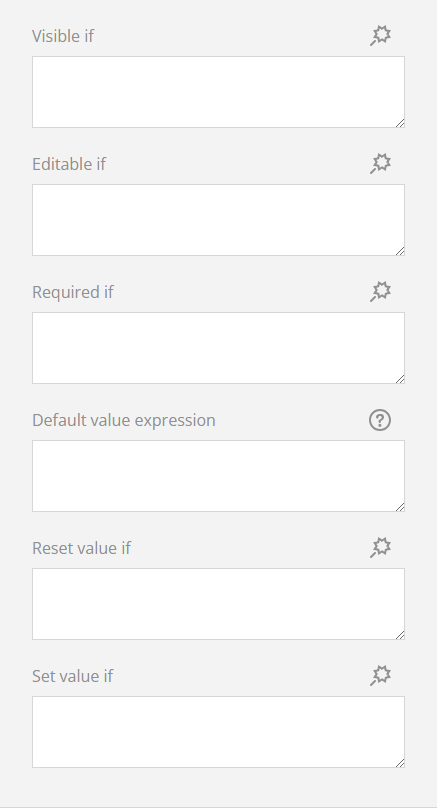 Visible if
Editable if
Required if
Default value expression
?
Reset value if
Set value if